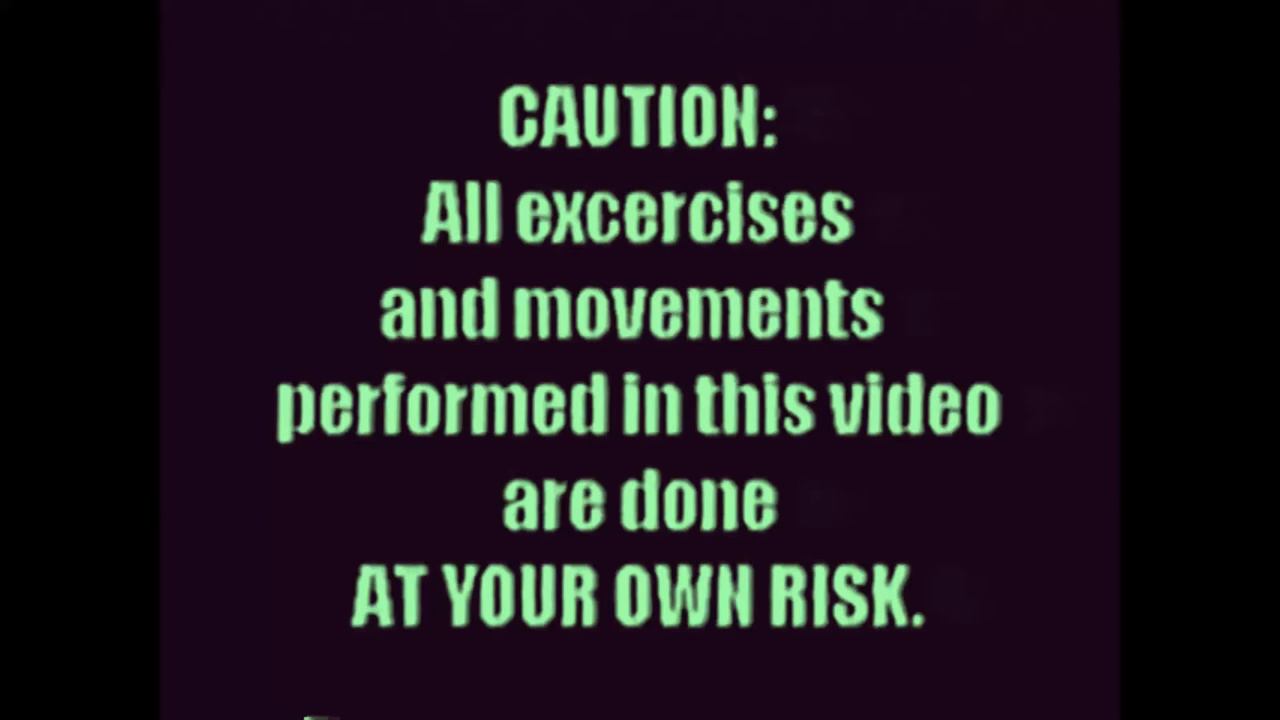 CAUTION:
All excercises
and movements
performed in this video
are done
AT YOUR OWN RISK.